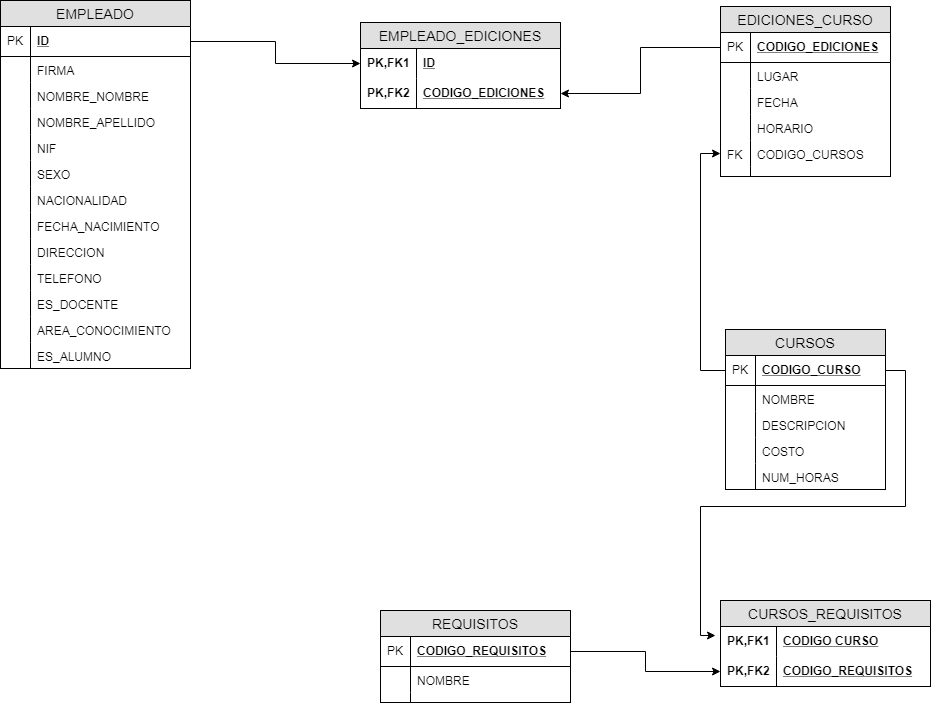 EMPLEADO
PK ID
FIRMA
NOMBRE_NOMBRE
NOMBRE_APELLIDO
NIF
SEXO
NACIONALIDAD
FECHA_NACIMIENTO
DIRECCION
TELEFONO
ES_DOCENTE
AREA_CONOCIMIENTO
ES_ALUMNO
EMPLEADO_EDICIONES
PK,FK1 ID
PK,FK2 CODIGO_EDICIONES
EDICIONES_CURSO
PK CODIGO_EDICIONES
LUGAR
FECHA
HORARIO
FK CODIGO_CURSOS
CURSOS
PK CODIGO_CURSO
NOMBRE
DESCRIPCION
COSTO
NUM_HORAS
REQUISITOS
PK CODIGO_REQUISITOS
NOMBRE
CURSOS_REQUISITOS
PK,FK1 CODIGO CURSO
PK,FK2 CODIGO_REQUISITOS